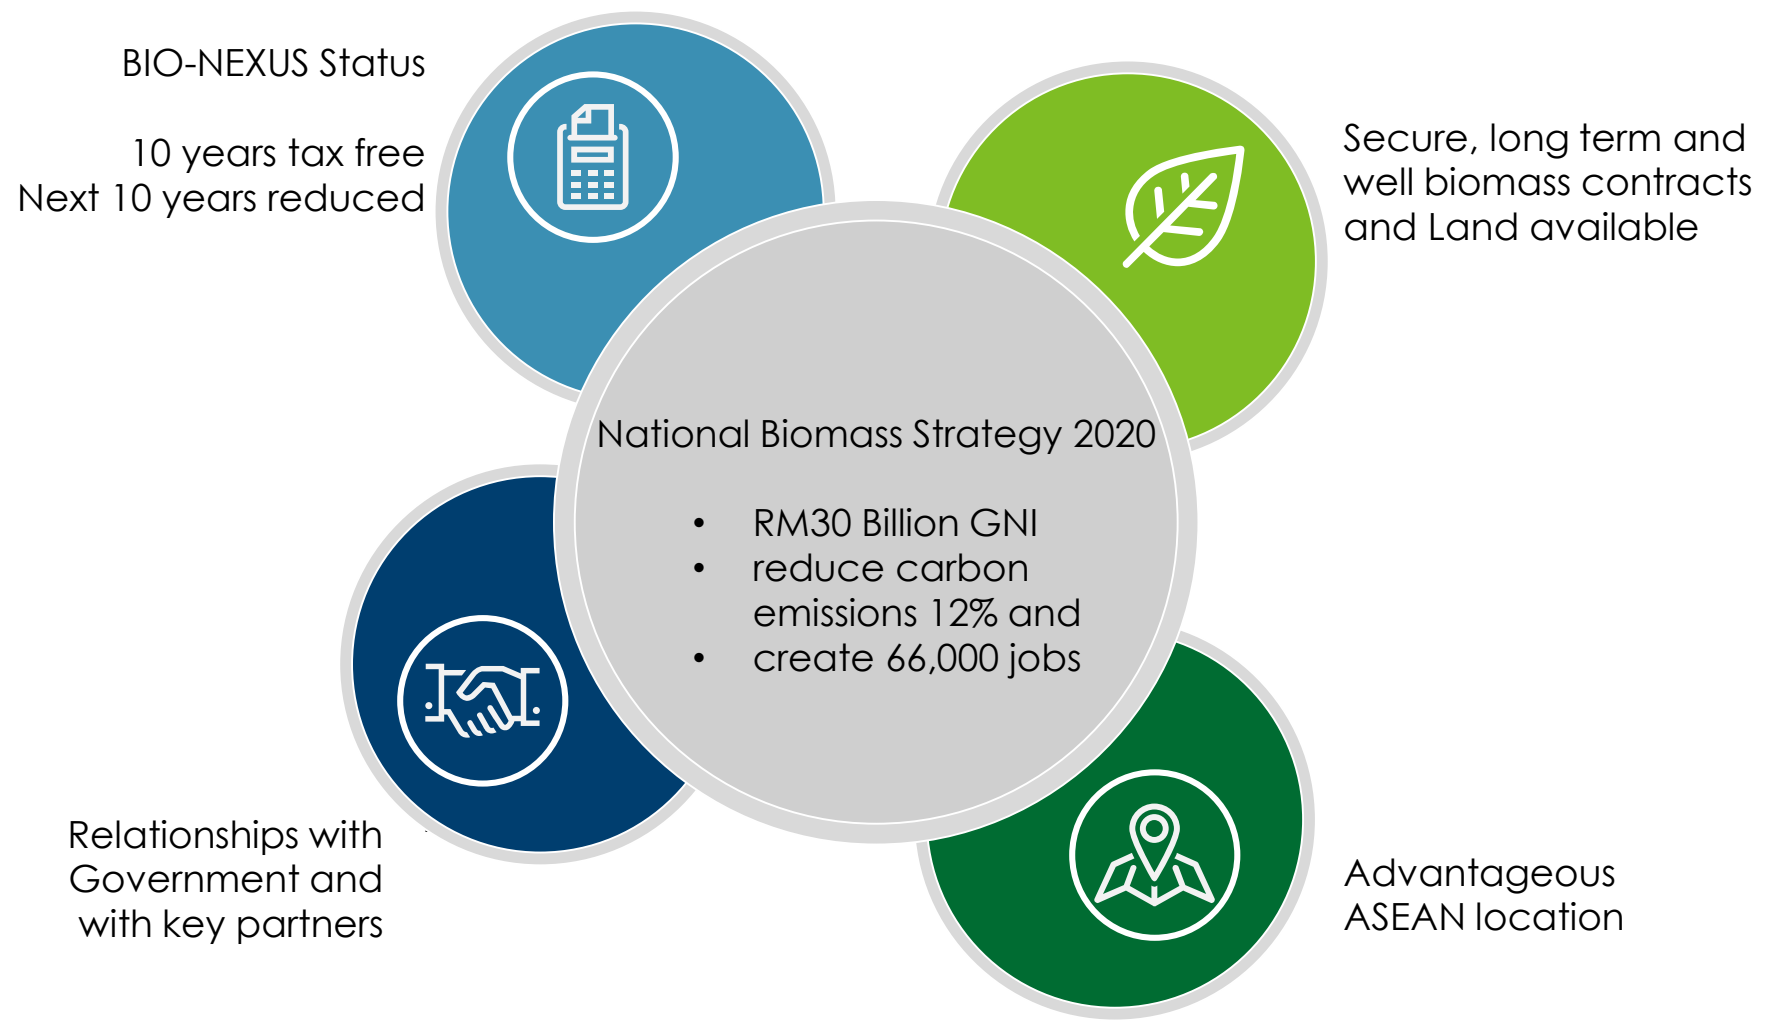 BIO-NEXUS Status
10 years tax free
Next 10 years reduced
Secure, long term and
well biomass contracts
and Land available
National Biomass Strategy 2020
• RM30 Billion GNI
• reduce carbon
emissions 12% and
• create 66,000 jobs
Relationships with
Government and
with key partners
Advantageous
ASEAN location